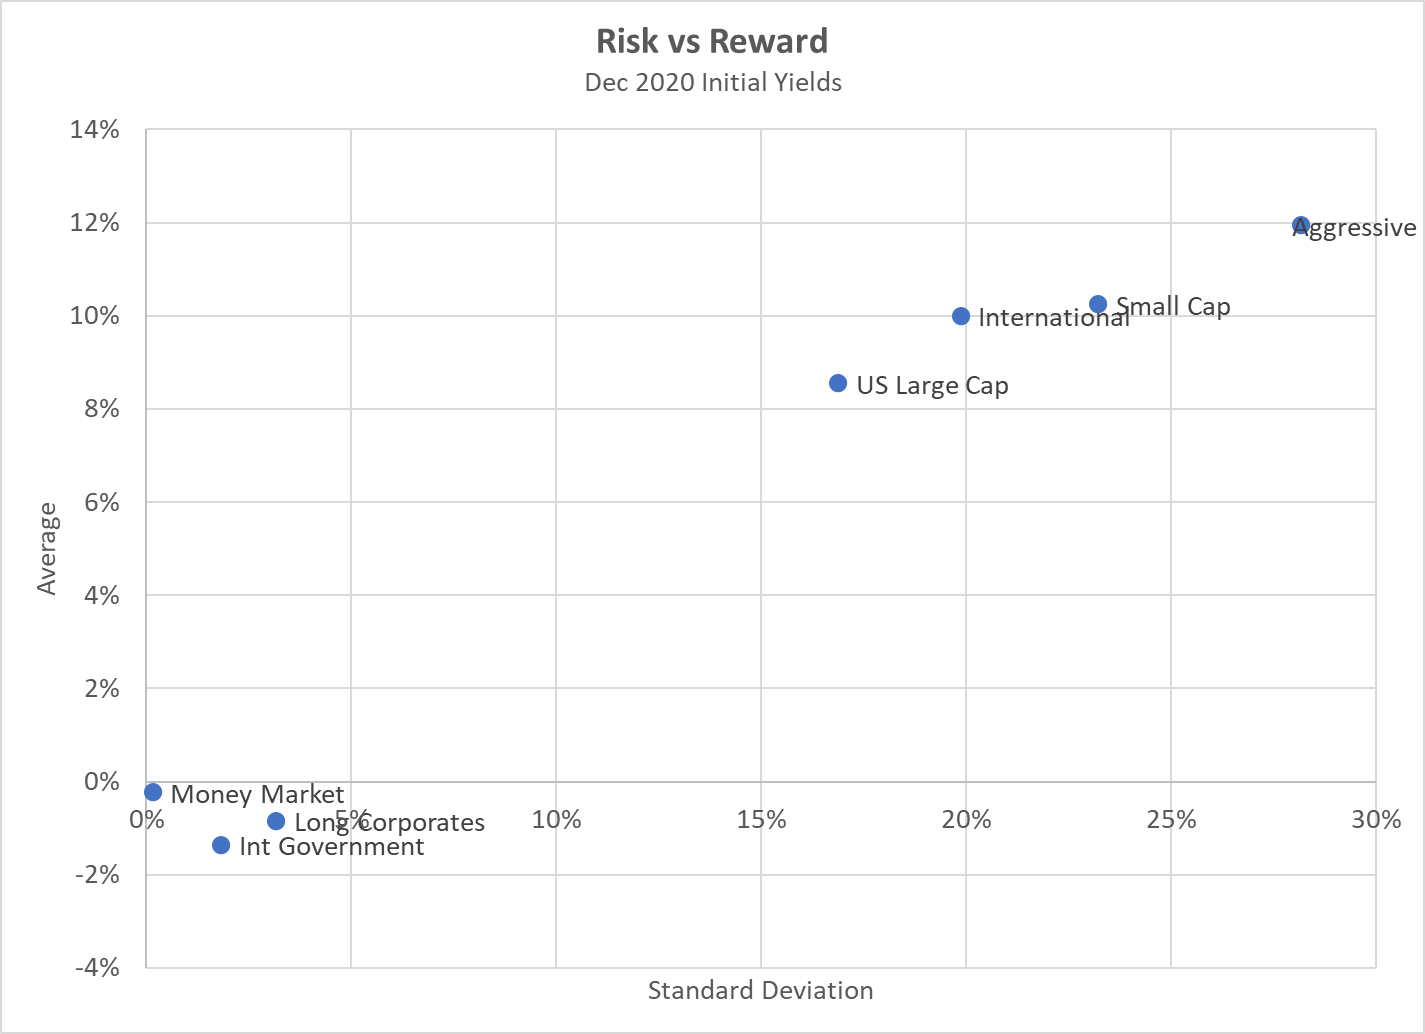 Risk vs Reward
Dec 2020 Initial Yields
14%
12%
10%
8%
6%
4%
2%
0%
-2%
-4%
Average
Aggressive
Small Cap
International
US Large Cap
Money Market
Long Corporates
Int Government
0%
5%
10%
15%
20%
25%
30%
Standard Deviation